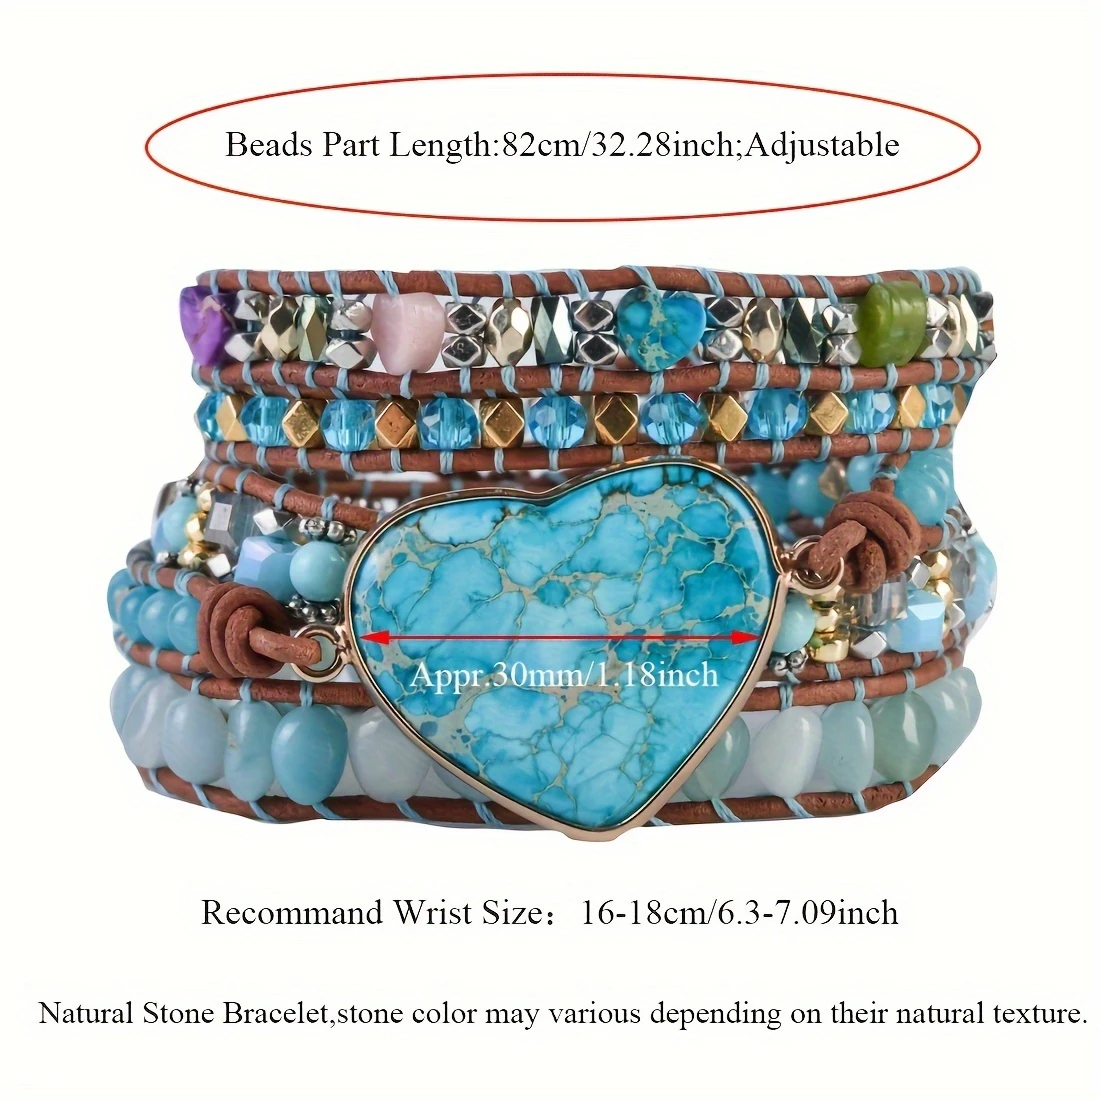 Beads Part Length:82cm/32.28inch;Adjustable
Appr.30mm/1.18inch
Recommand Wrist Size：16-18cm/6.3-7.09inch
Natural Stone Bracelet,stone color may various depending on their natural texture.